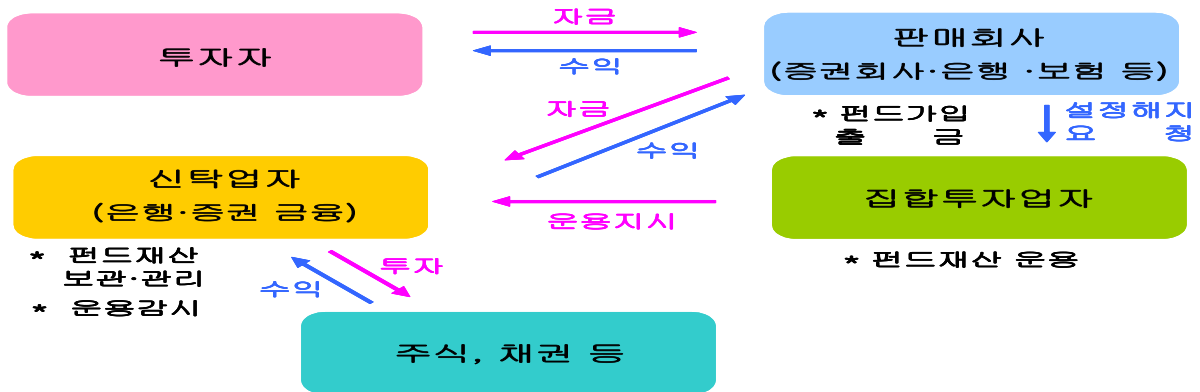 투자자
자금
수익
판매회사
(증권회사·은행 ·보험 등)
* 펀드가입
출 금
설정해지
요 청
자금
수익
신탁업자
(은행·증권 금융)
운용지시
집합투자업자
* 펀드재산
보관·관리
* 운용감시
* 펀드재산 운용
수익
투자
주식, 채권 등